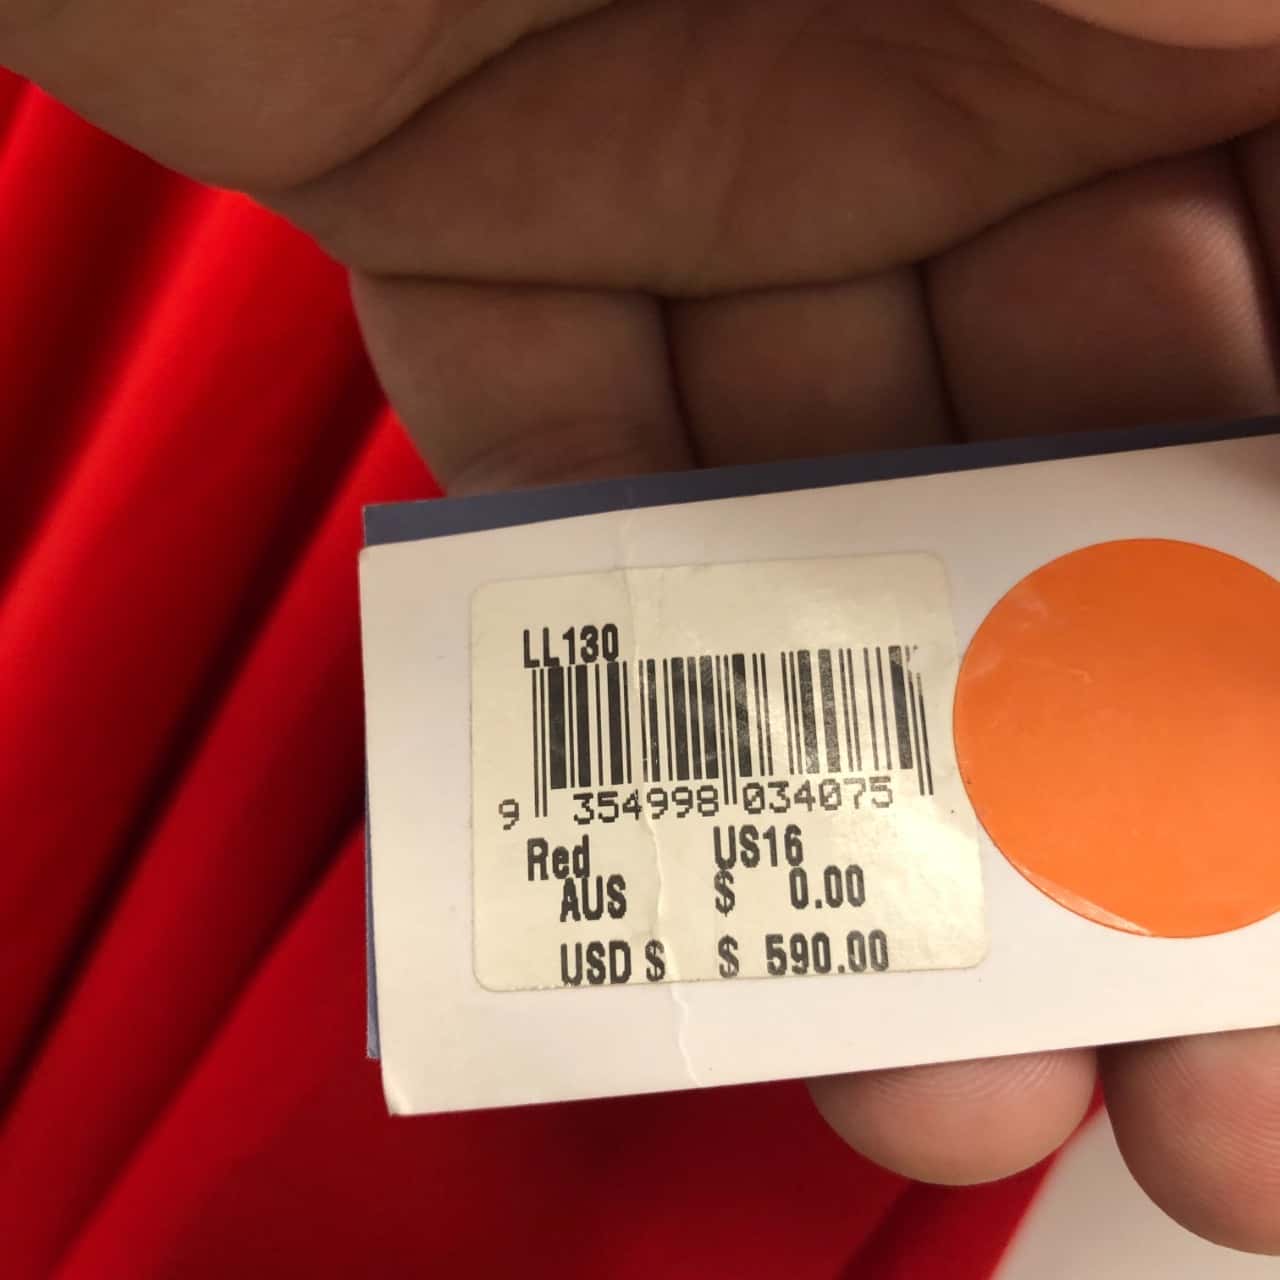 LL130
9 354998 034075
Red US16
AUS $ 0.00
USD $ $ 590.00